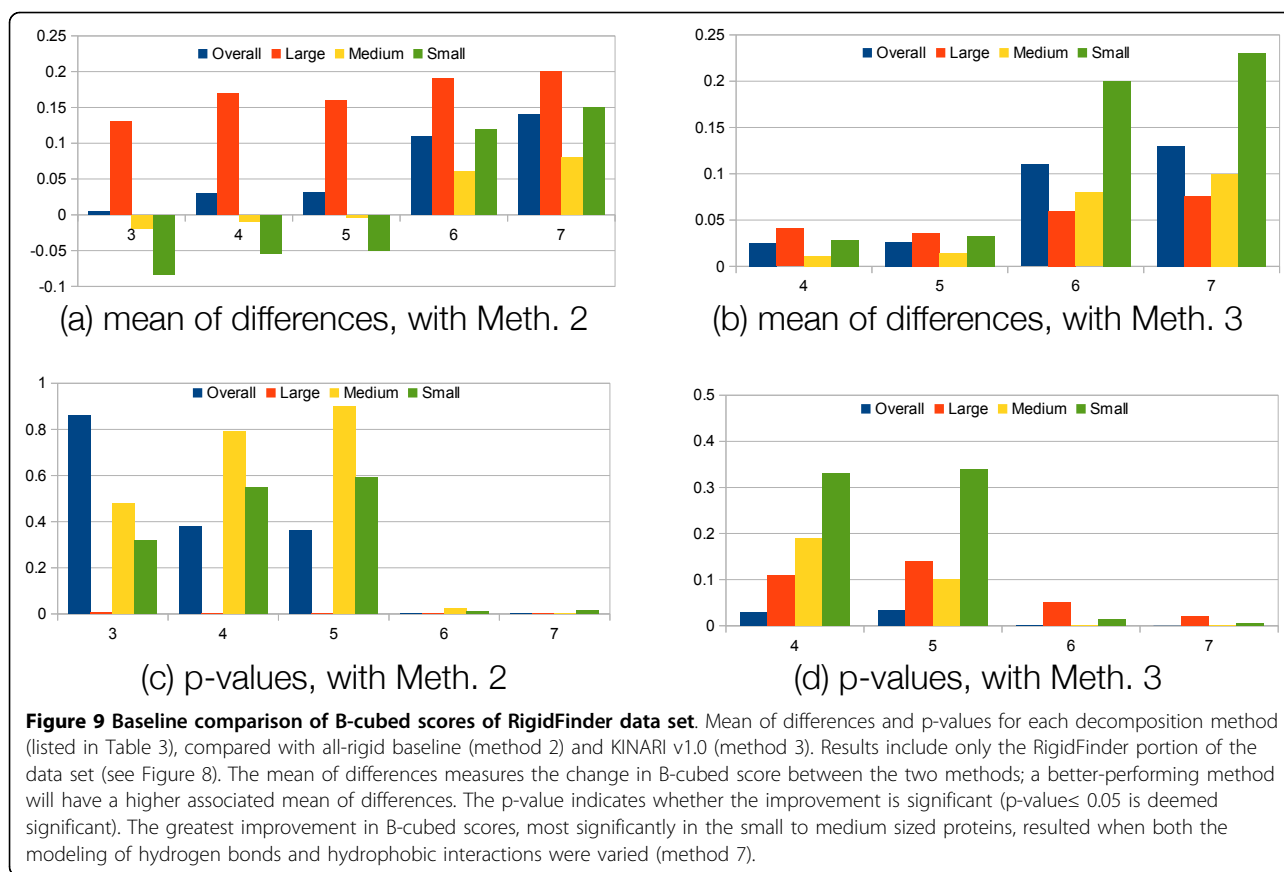 0.25
Overall Large Medium Small
0.2
0.15
0.1
0.05
0
3 4 5 6 7
-0.05
-0.1
(a) mean of differences, with Meth. 2
0.25
Overall Large Medium Small
0.2
0.15
0.1
0.05
0
4 5 6 7
(b) mean of differences, with Meth. 3
1
Overall Large Medium Small
0.8
0.6
0.4
0.2
0
3 4 5 6 7
(c) p-values, with Meth. 2
0.5
Overall Large Medium Small
0.4
0.3
0.2
0.1
0
4 5 6 7
(d) p-values, with Meth. 3
Figure 9 Baseline comparison of B-cubed scores of RigidFinder data set. Mean of differences and p-values for each decomposition method
(listed in Table 3), compared with all-rigid baseline (method 2) and KINARI v1.0 (method 3). Results include only the RigidFinder portion of the
data set (see Figure 8). The mean of differences measures the change in B-cubed score between the two methods; a better-performing method
will have a higher associated mean of differences. The p-value indicates whether the improvement is significant (p-value≤ 0.05 is deemed
significant). The greatest improvement in B-cubed scores, most significantly in the small to medium sized proteins, resulted when both the
modeling of hydrogen bonds and hydrophobic interactions were varied (method 7).